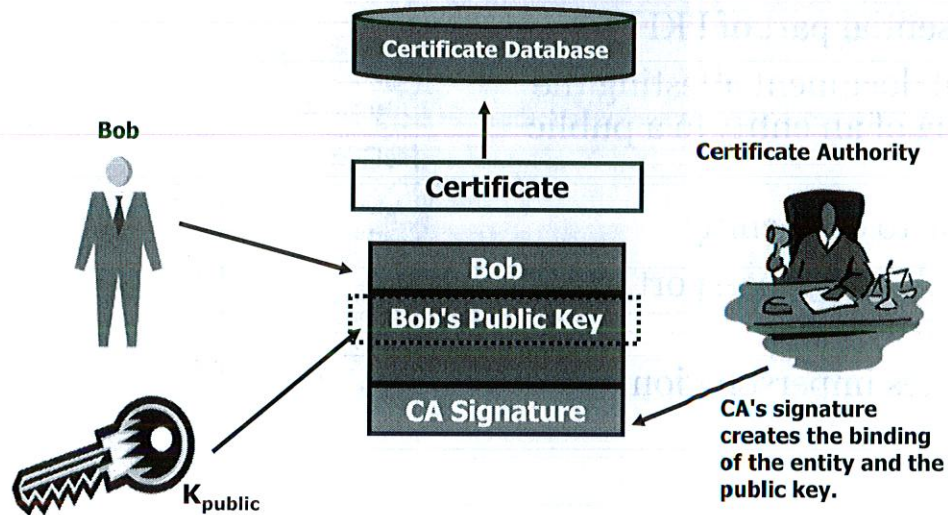 Certificate Database
Bob
Certificate
Certificate Authority
Bob
Bob's Public Key
CA Signature
K public
CA's signature
creates the binding
of the entity and the
public key.